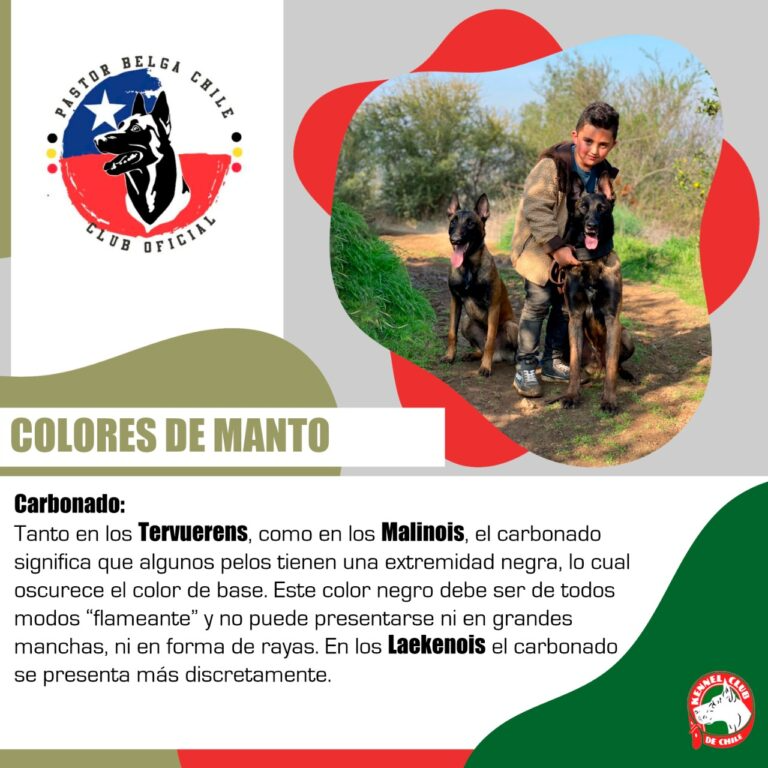 PASTOR BELGA CHILE
CLUB OFICIAL
COLORES DE MANTO
Carbonado:
Tanto en los Tervuerens, como en los Malinois, el carbonado
significa que algunos pelos tienen una extremidad negra, lo cual
oscurece el color de base. Este color negro debe ser de todos
modos “flameante” y no puede presentarse ni en grandes
manchas, ni en forma de rayas. En los Laekenois el carbonado
se presenta más discretamente.
KENNEL CLUB
DE CHILE